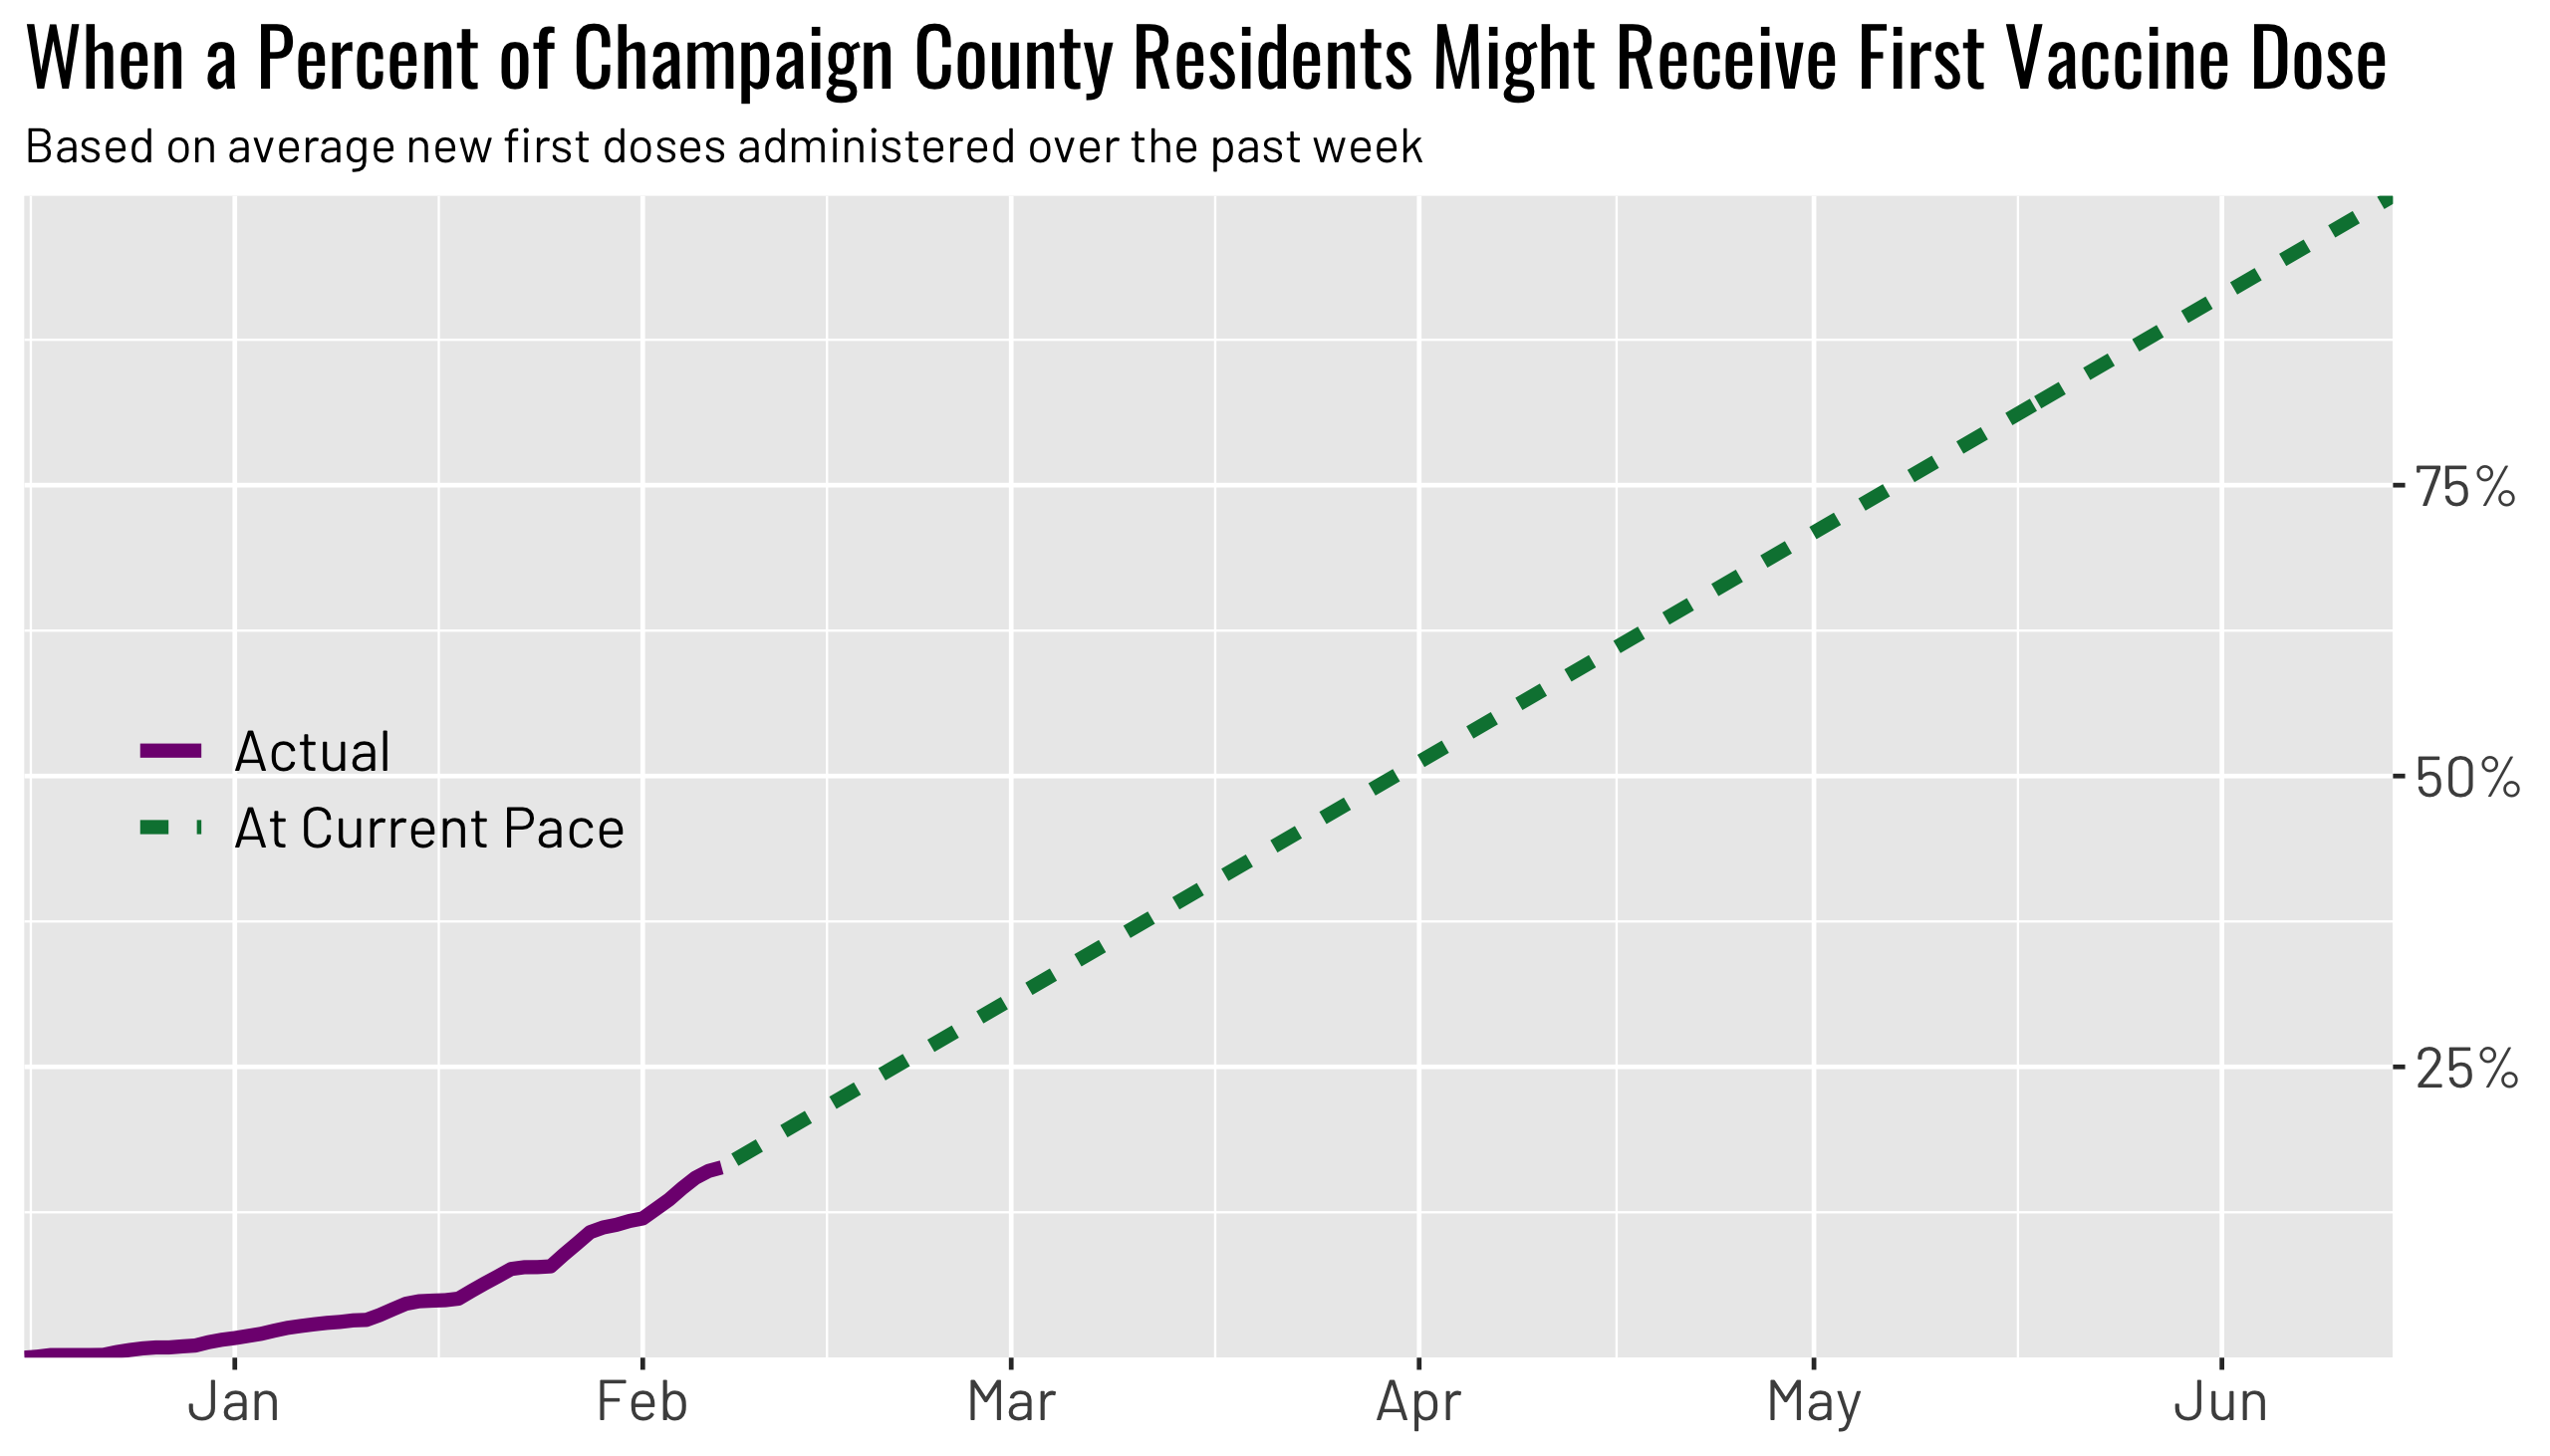 When a Percent of Champaign County Residents Might Receive First Vaccine Dose
Based on average new first doses administered over the past week
75%
Actual
50%
At Current Pace
25%
Jan Feb Mar Apr May Jun